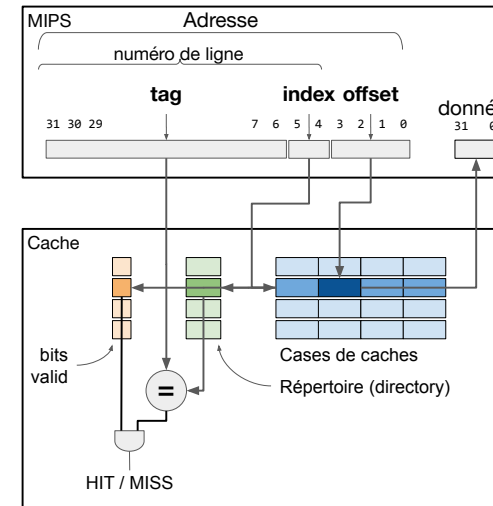 MIPS
Adresse
numéro de ligne
tag
index offset
31 30 29 7 6 5 4 3 2 1 0
donné
31 0
Cache
bits
valid
=
Cases de caches
Répertoire (directory)
HIT / MISS